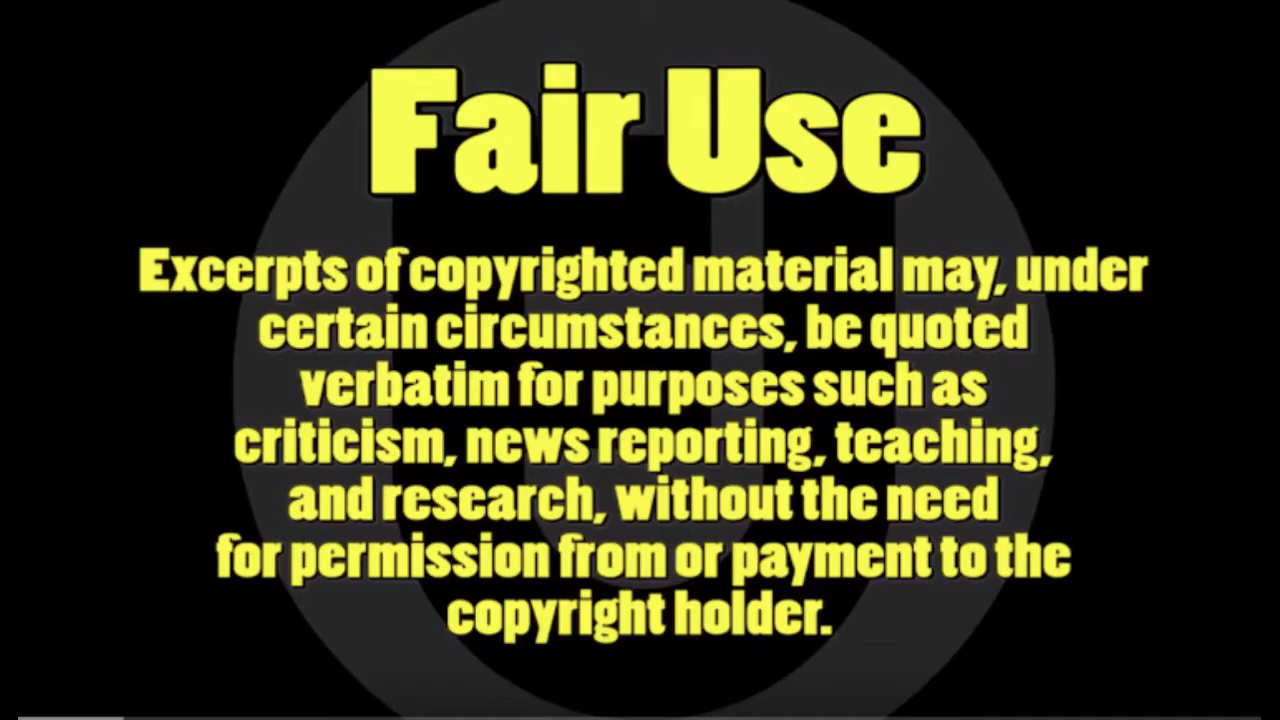 Fair Use
Excerpts of copyrighted material may, under
certain circumstances, be quoted
verbatim for purposes such as
criticism, news reporting, teaching,
and research, without the need
for permission from or payment to the
copyright holder.